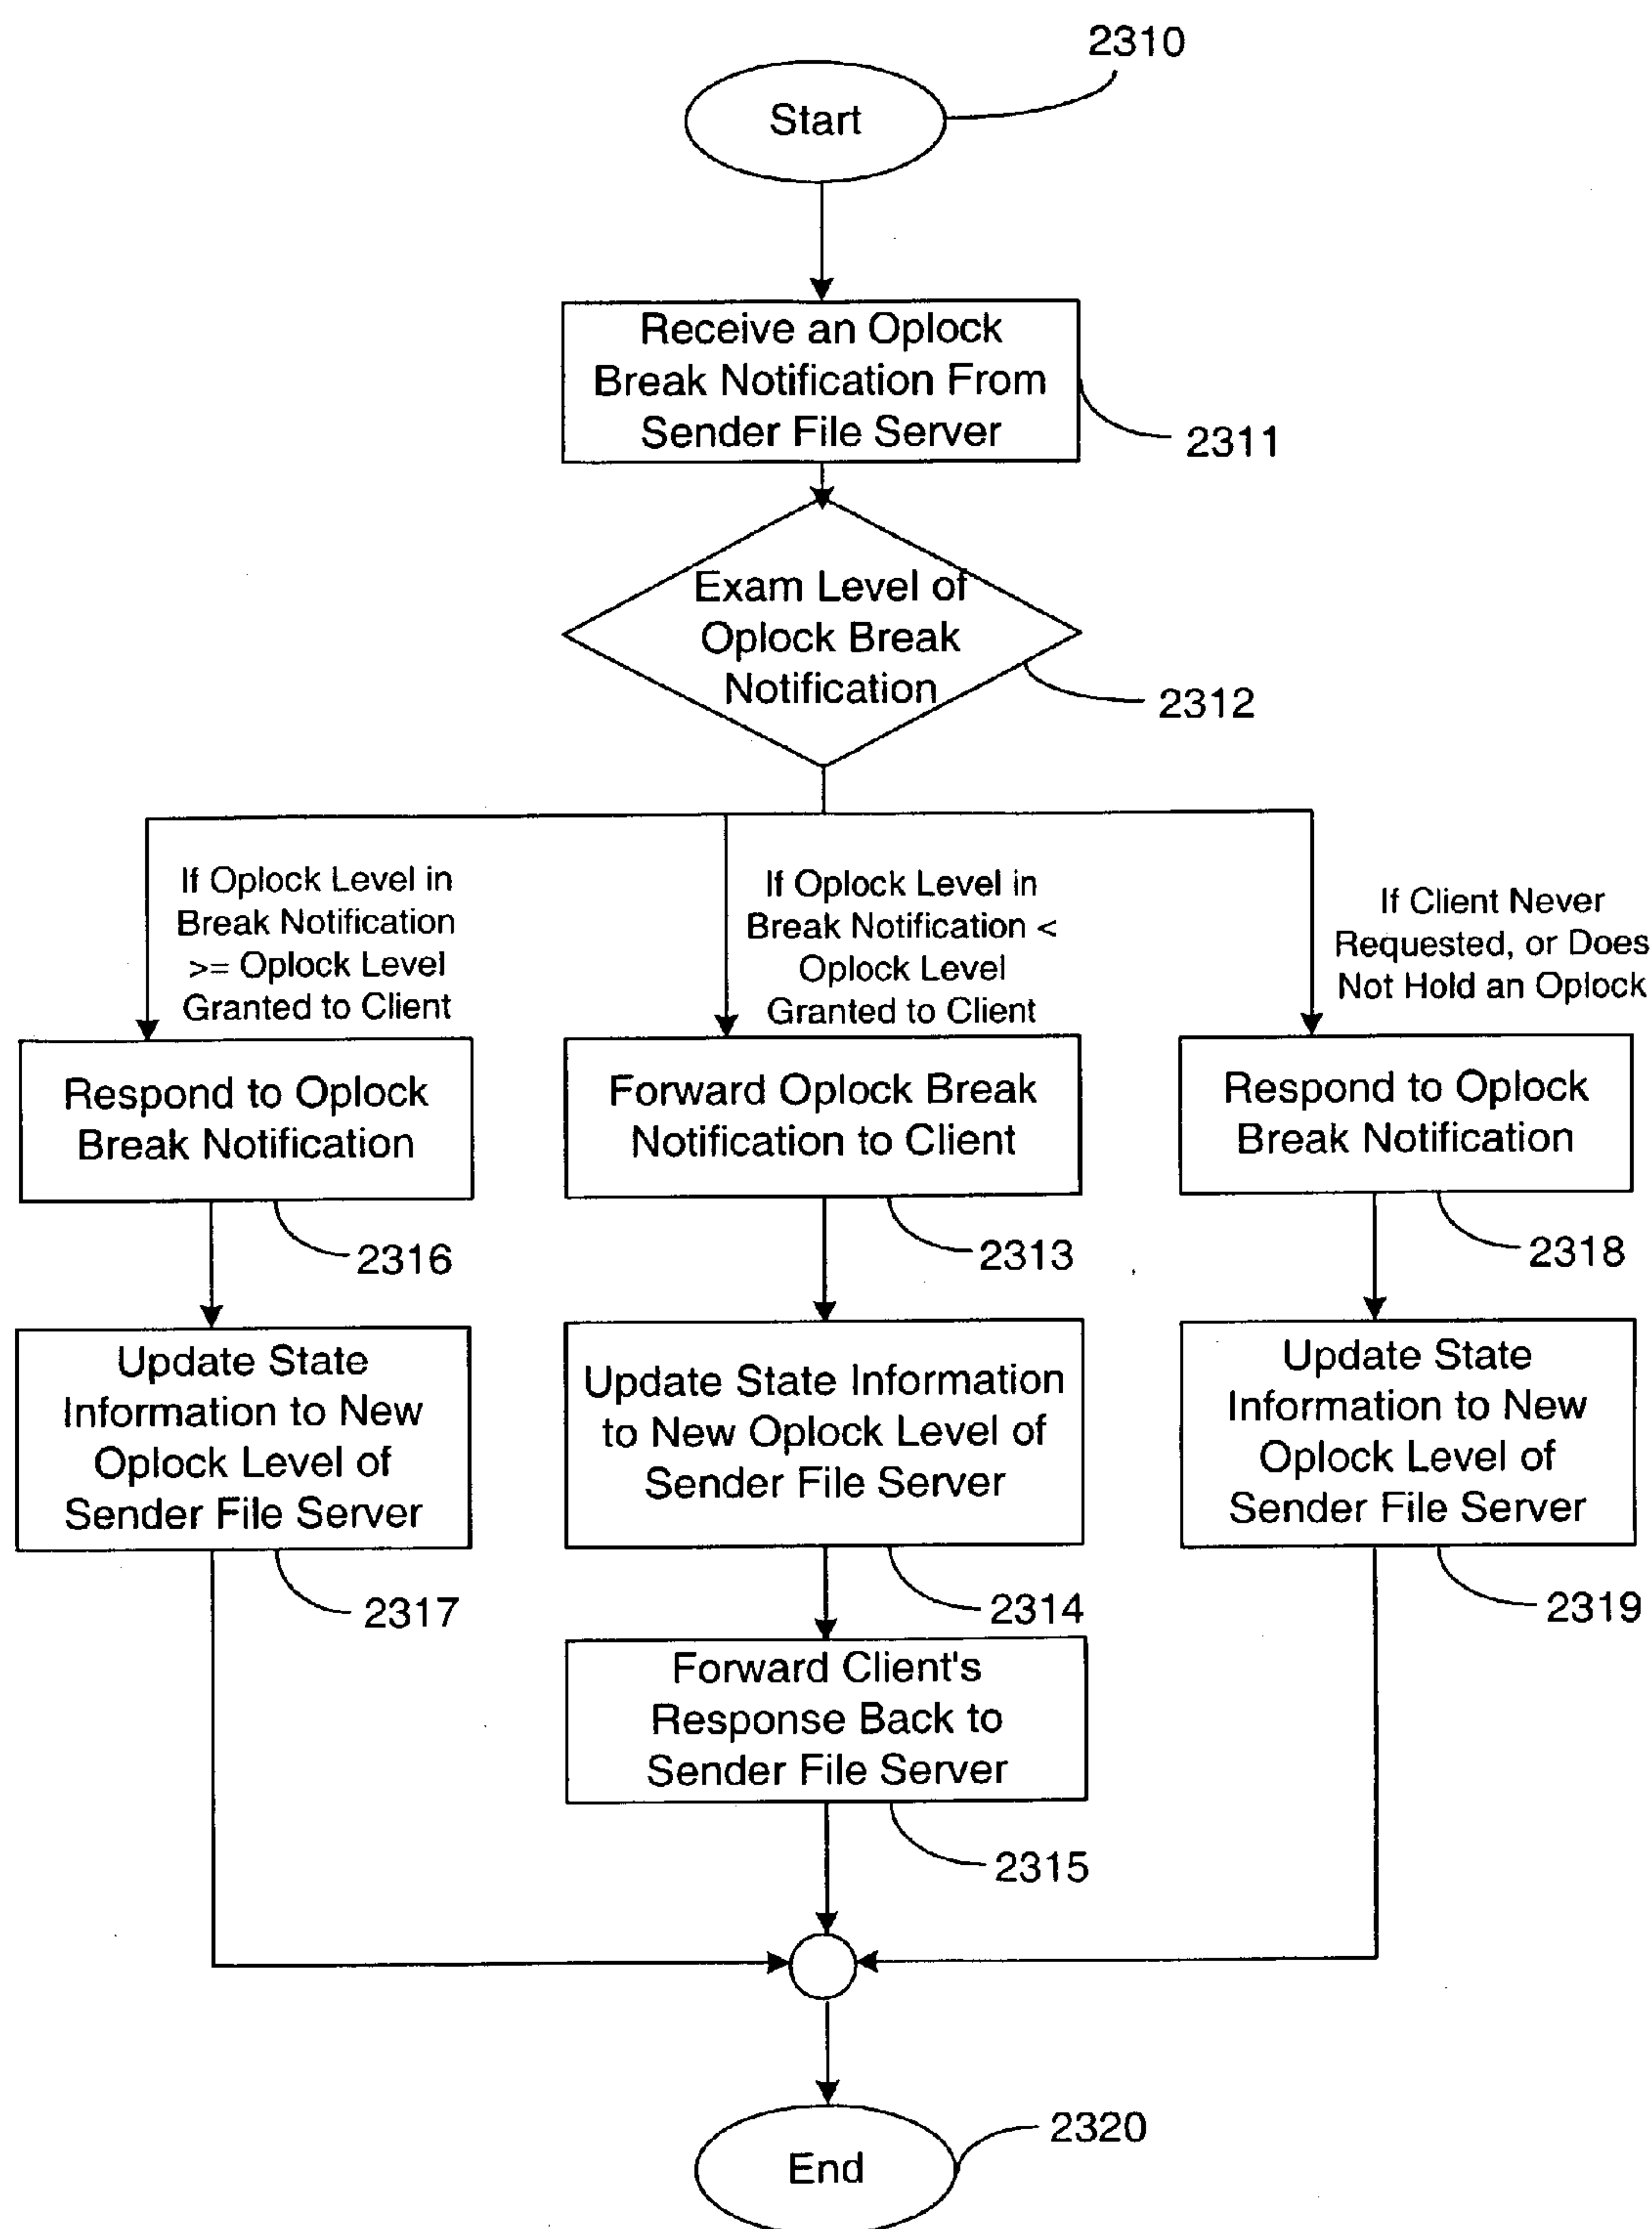 2310
Start
Receive an Oplock
Break Notification From
Sender File Server
2311
Exam Level of
Oplock Break
Notification
2312
If Oplock Level in
Break Notification
>= Oplock Level
Granted to Client
If Oplock Level in
Break Notification <
Oplock Level
Granted to Client
If Client Never
Requested, or Does
Not Hold an Oplock
Respond to Oplock
Break Notification
2316
Forward Oplock Break
Notification to Client
2313
Respond to Oplock
Break Notification
2318
Update State
Information to New
Oplock Level of
Sender File Server
2317
Update State Information
to New Oplock Level of
Sender File Server
2314
Update State
Information to New
Oplock Level of
Sender File Server
2319
Forward Client's
Response Back to
Sender File Server
2315
End
2320